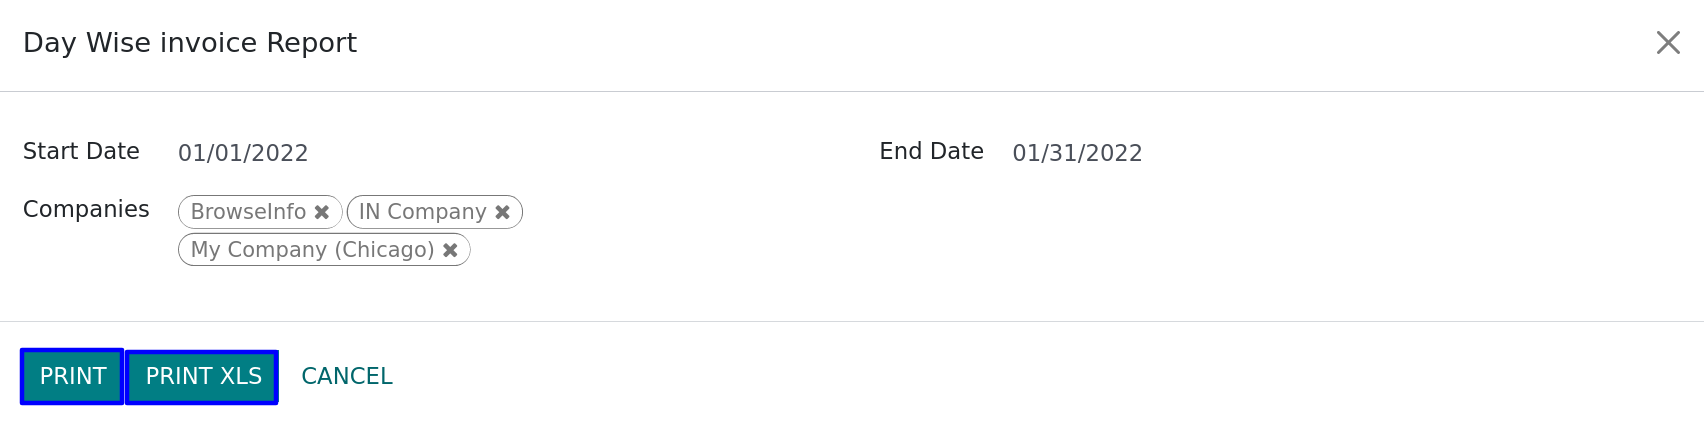 Day Wise invoice Report
Start Date 01/01/2022 End Date 01/31/2022
Companies BrowseInfo ✖ IN Company ✖
My Company (Chicago) ✖
PRINT PRINT XLS CANCEL